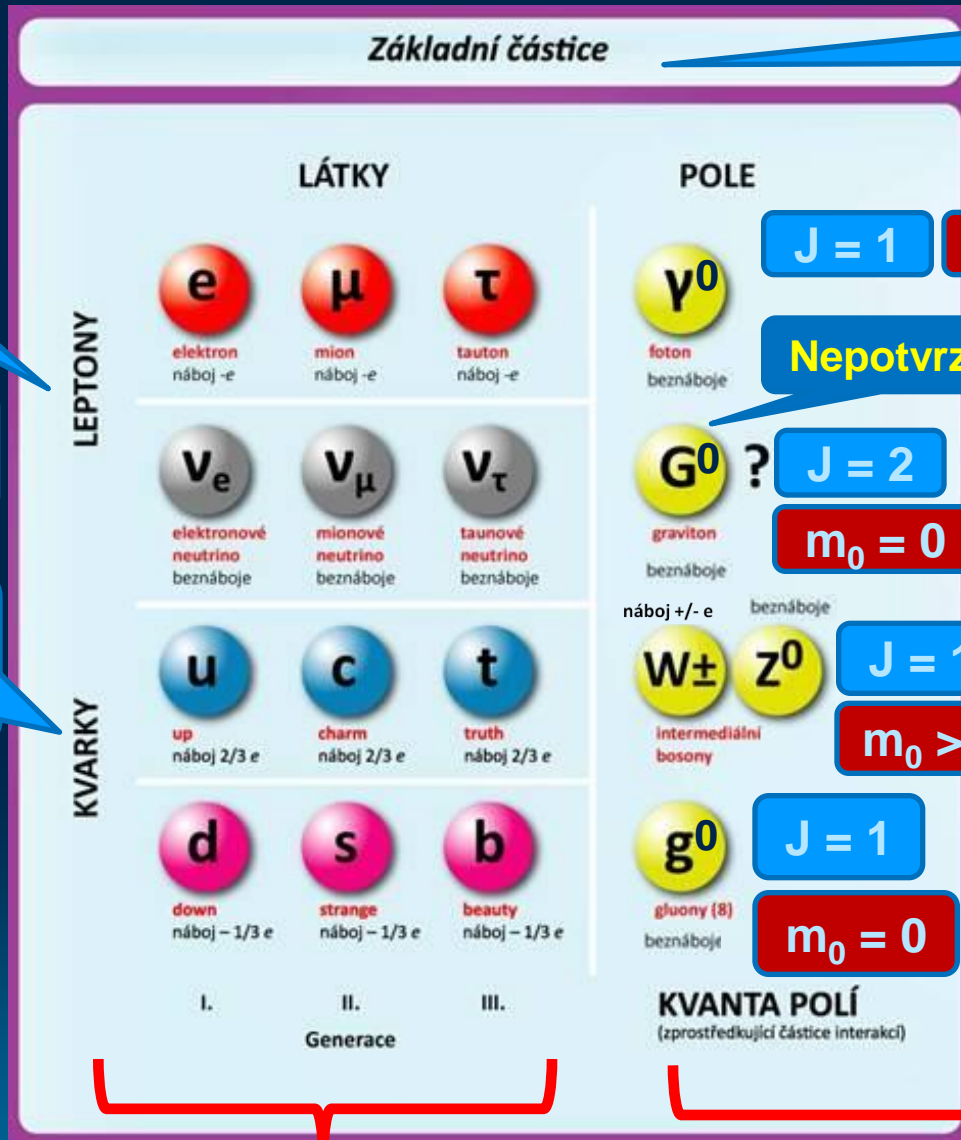 Základní částice
LÁTKY
POLE
LEPTONY
e
μ
τ
elektron
náboj -e
mion
náboj -e
tauton
náboj -e
γ0
foton
beznáboje
J = 1
νe
νμ
ντ
elektronové
neutrino
beznáboje
mionové
neutrino
beznáboje
taunové
neutrino
beznáboje
G0 ?
graviton
beznáboje
J = 2
m0 = 0
KVARKY
u
c
t
up
náboj 2/3 e
charm
náboj 2/3 e
truth
náboj 2/3 e
náboj +/- e
beznáboje
W±
Z0
intermediální
bosony
J = 1
m0 >
d
s
b
down
náboj – 1/3 e
strange
náboj – 1/3 e
beauty
náboj – 1/3 e
g0
gluony (8)
beznáboje
J = 1
m0 = 0
I.
II.
III.
Generace
KVANTA POLÍ
(zprostředkující částice interakcí)